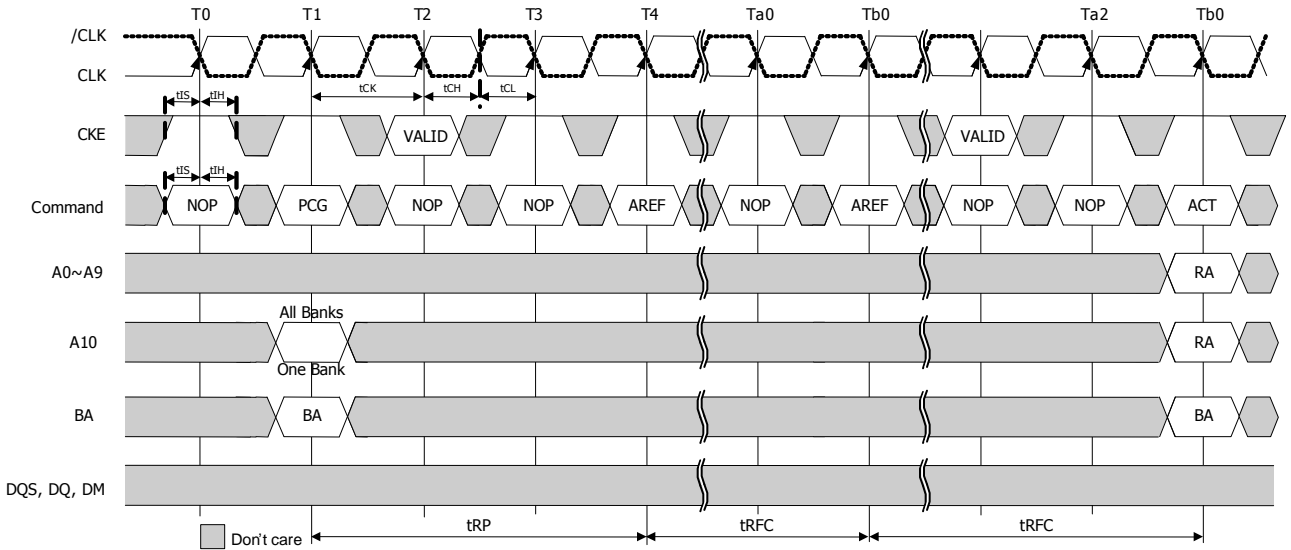 T0 T1 T2 T3 T4 Ta0 Tb0 Ta2 Tb0
/CLK
CLK
tCK tCH tCL
tIS tIH
CKE VALID VALID
tIS tIH
Command NOP PCG NOP NOP AREF NOP AREF NOP NOP ACT
A0~A9 RA
All Banks
A10 RA
One Bank
BA BA BA
DQS, DQ, DM
tRP tRFC tRFC
Don't care